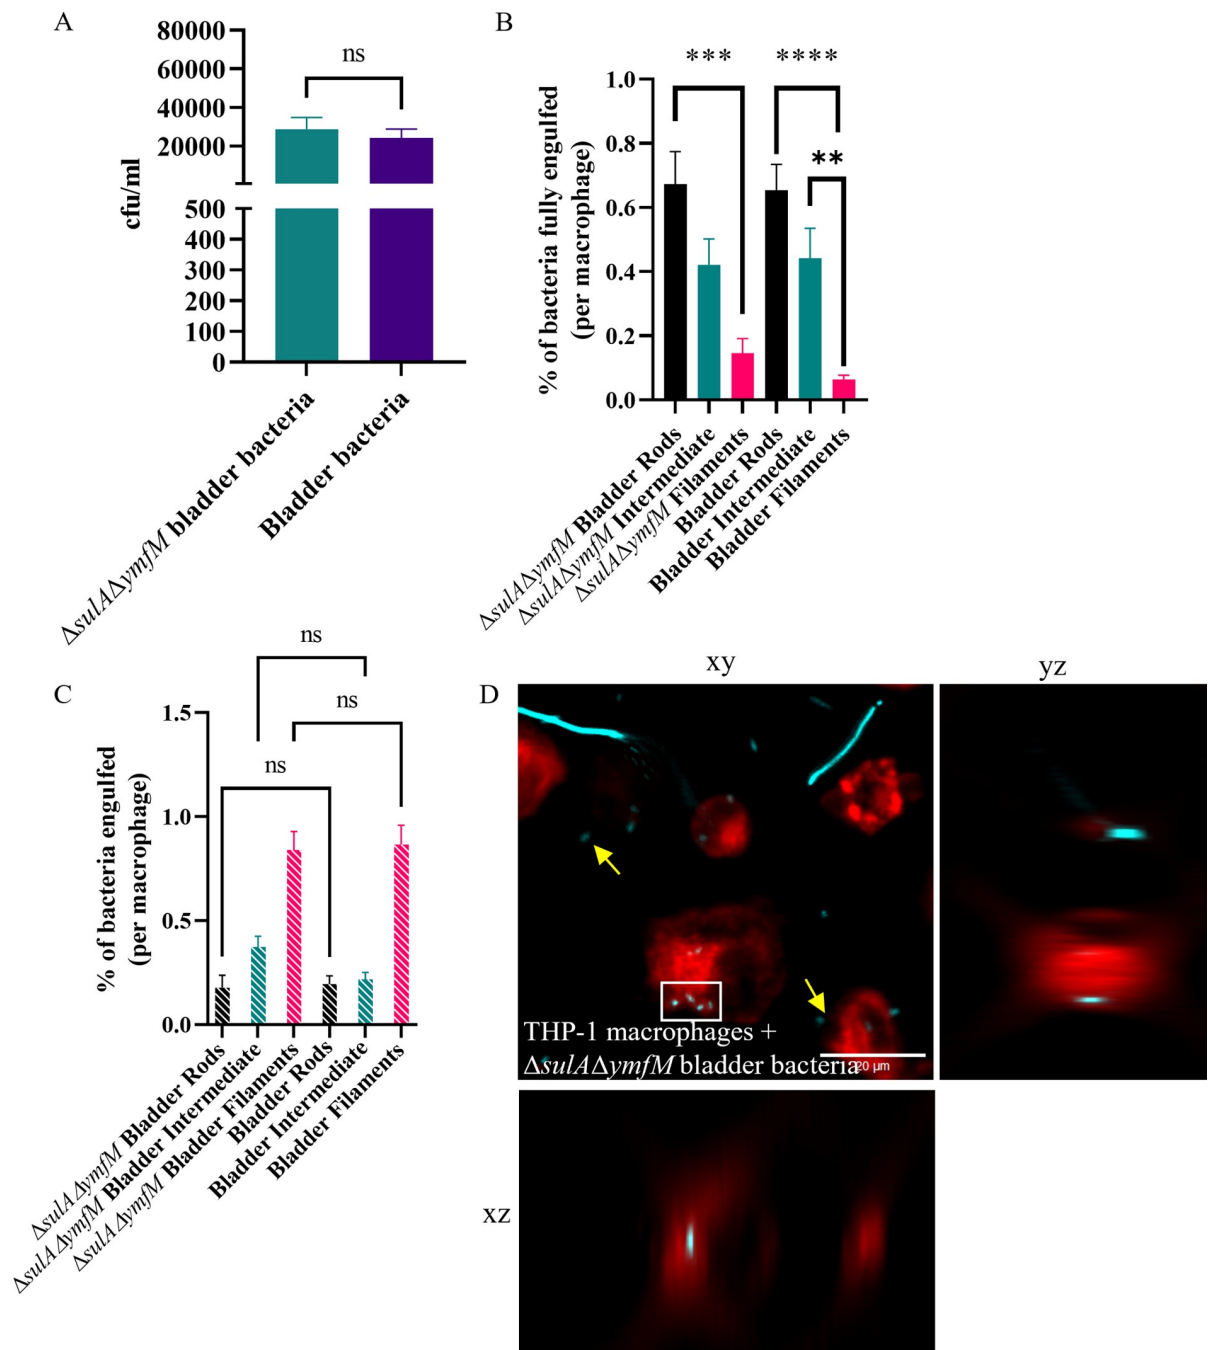 A
80000
60000
40000
20000
500
400
300
200
100
0
cfu/ml
ns
ΔsulAΔymfM bladder bacteria
Bladder bacteria
B
1.0
0.8
0.6
0.4
0.2
0.0
% of bacteria fully engulfed
(per macrophage)
***
****
**
ΔsulAΔymfM Bladder Rods
ΔsulAΔymfM Intermediate
ΔsulAΔymfM Filaments
Bladder Rods
Bladder Intermediate
Bladder Filaments
C
1.5
1.0
0.5
0.0
% of bacteria engulfed
(per macrophage)
ns
ns
ns
ΔsulAΔymfM Bladder Rods
ΔsulAΔymfM Bladder Intermediate
ΔsulAΔymfM Bladder Filaments
Bladder Rods
Bladder Intermediate
Bladder Filaments
D
xy
yz
THP-1 macrophages +
ΔsulAΔymfM bladder bacteria
20 µm
xz